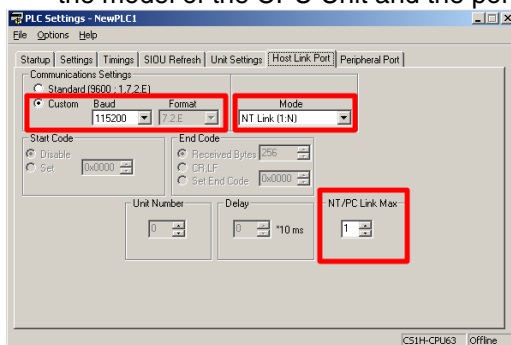 the model of the CPU Unit and the per
PLC Settings - NewPLC1
File Options Help
Startup Settings Timings SIOU Refresh Unit Settings Host Link Port Peripheral Port
Communications Settings
Standard (9600 ; 1,7,2,E)
Custom Baud Format Mode
115200 7,2,E NT Link (1:N)
Start Code End Code
Disable Received Bytes 256
Set 0x0000 CR,LF
Set End Code 0x0000
Unit Number Delay NT/PC Link Max
0 0 *10 ms 1
CS1H-CPU63 Offline